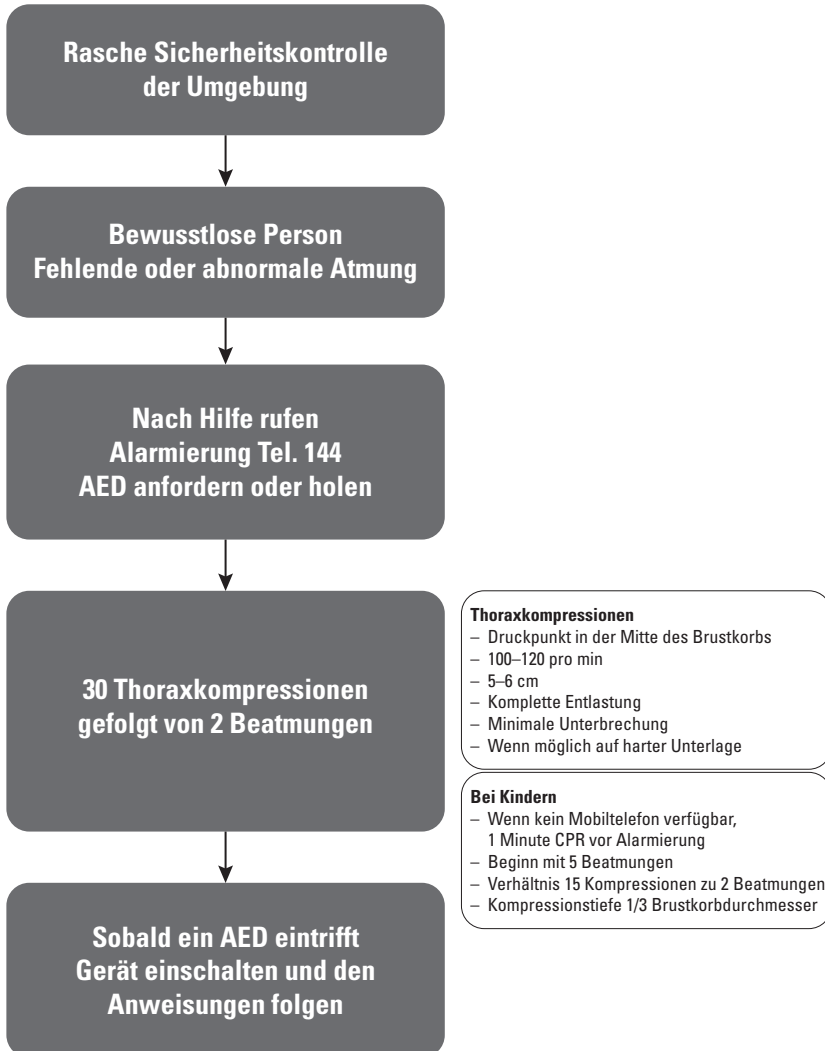 Rasche Sicherheitskontrolle
der Umgebung
Bewusstlose Person
Fehlende oder abnormale Atmung
Nach Hilfe rufen
Alarmierung Tel. 144
AED anfordern oder holen
30 Thoraxkompressionen
gefolgt von 2 Beatmungen
Thoraxkompressionen
– Druckpunkt in der Mitte des Brustkorbs
– 100–120 pro min
– 5–6 cm
– Komplette Entlastung
– Minimale Unterbrechung
– Wenn möglich auf harter Unterlage
Bei Kindern
– Wenn kein Mobiltelefon verfügbar,
1 Minute CPR vor Alarmierung
– Beginn mit 5 Beatmungen
– Verhältnis 15 Kompressionen zu 2 Beatmungen
– Kompressionstiefe 1/3 Brustkorbdurchmesser
Sobald ein AED eintrifft
Gerät einschalten und den
Anweisungen folgen